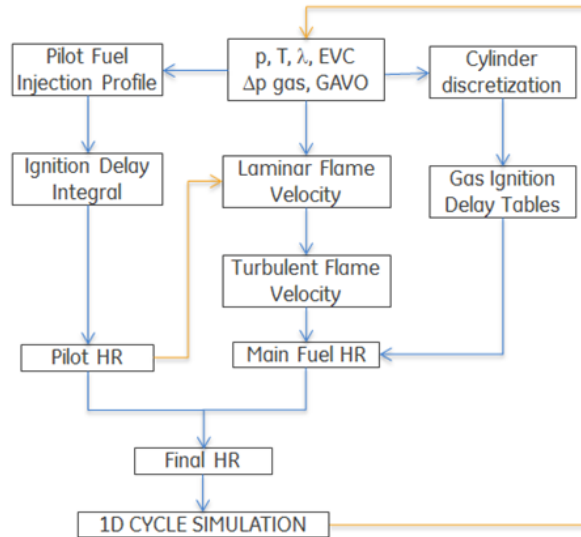 Pilot Fuel
Injection Profile
p, T, λ, EVC
Δp gas, GAVO
Cylinder
discretization
Ignition Delay
Integral
Laminar Flame
Velocity
Gas Ignition
Delay Tables
Turbulent Flame
Velocity
Pilot HR
Main Fuel HR
Final HR
1D CYCLE SIMULATION